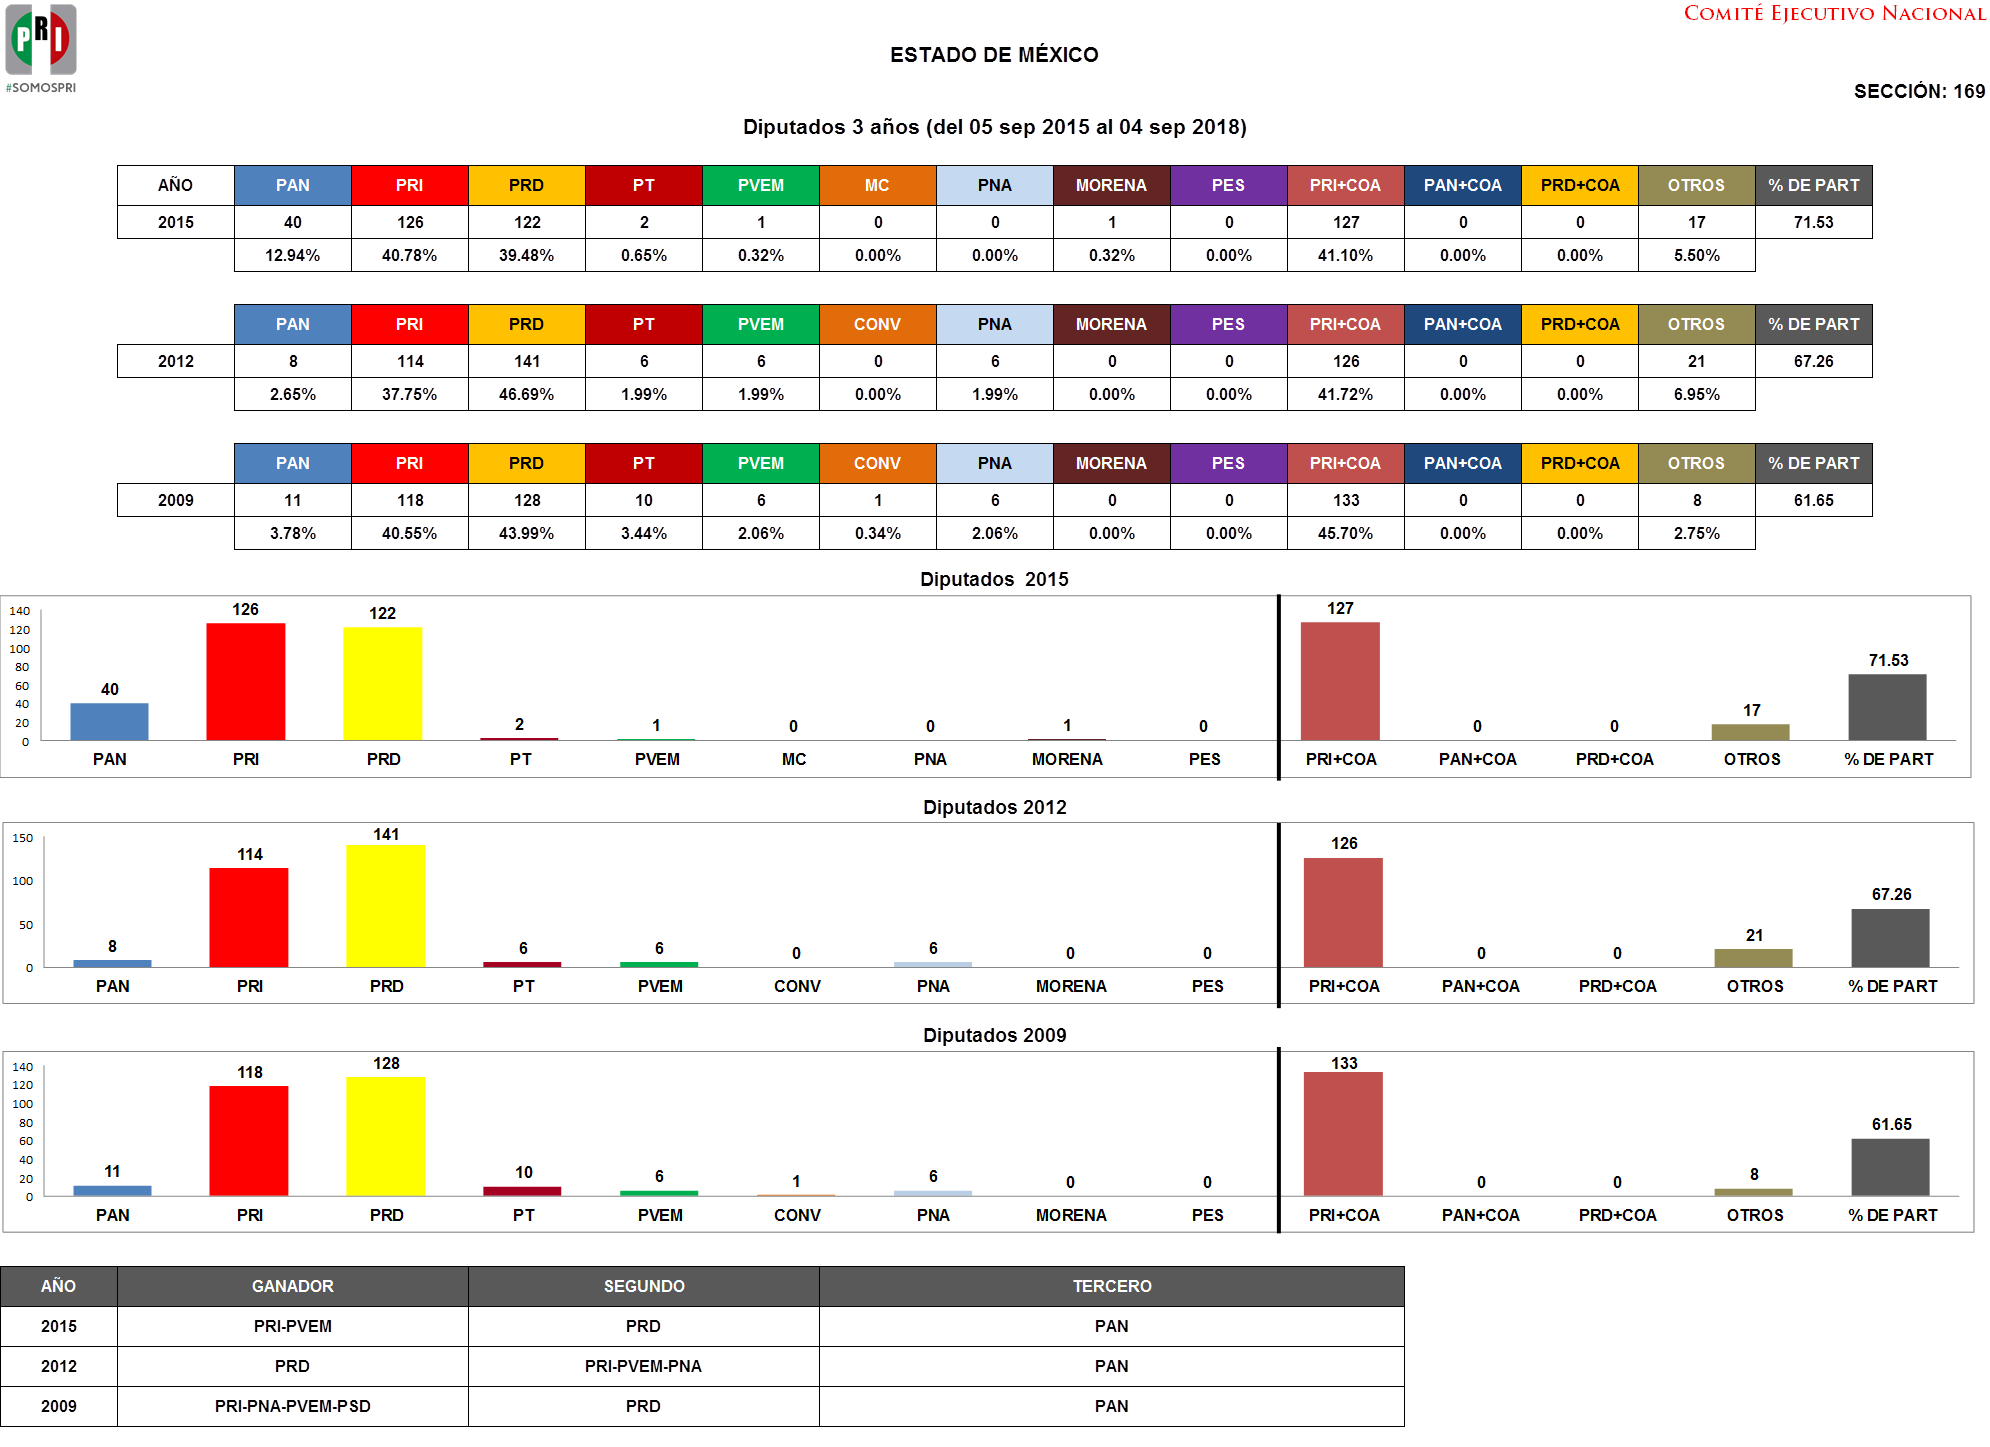 PRI
#SOMOSPRI
COMITÉ EJECUTIVO NACIONAL
ESTADO DE MÉXICO
SECCIÓN: 169
Diputados 3 años (del 05 sep 2015 al 04 sep 2018)
AÑO PAN PRI PRD PT PVEM MC PNA MORENA PES PRI+COA PAN+COA PRD+COA OTROS % DE PART
2015 40 126 122 2 1 0 0 1 0 127 0 0 17 71.53
12.94% 40.78% 39.48% 0.65% 0.32% 0.00% 0.00% 0.32% 0.00% 41.10% 0.00% 0.00% 5.50%
PAN PRI PRD PT PVEM CONV PNA MORENA PES PRI+COA PAN+COA PRD+COA OTROS % DE PART
2012 8 114 141 6 6 0 6 0 0 126 0 0 21 67.26
2.65% 37.75% 46.69% 1.99% 1.99% 0.00% 1.99% 0.00% 0.00% 41.72% 0.00% 0.00% 6.95%
PAN PRI PRD PT PVEM CONV PNA MORENA PES PRI+COA PAN+COA PRD+COA OTROS % DE PART
2009 11 118 128 10 6 1 6 0 0 133 0 0 8 61.65
3.78% 40.55% 43.99% 3.44% 2.06% 0.34% 2.06% 0.00% 0.00% 45.70% 0.00% 0.00% 2.75%
Diputados 2015
140
120
100
80
60
40
20
0
40 126 122 2 1 0 0 1 0 127 0 0 17 71.53
PAN PRI PRD PT PVEM MC PNA MORENA PES PRI+COA PAN+COA PRD+COA OTROS % DE PART
Diputados 2012
150
100
50
0
8 114 141 6 6 0 6 0 0 126 0 0 21 67.26
PAN PRI PRD PT PVEM CONV PNA MORENA PES PRI+COA PAN+COA PRD+COA OTROS % DE PART
Diputados 2009
140
120
100
80
60
40
20
0
11 118 128 10 6 1 6 0 0 133 0 0 8 61.65
PAN PRI PRD PT PVEM CONV PNA MORENA PES PRI+COA PAN+COA PRD+COA OTROS % DE PART
AÑO GANADOR SEGUNDO TERCERO
2015 PRI-PVEM PRD PAN
2012 PRD PRI-PVEM-PNA PAN
2009 PRI-PNA-PVEM-PSD PRD PAN